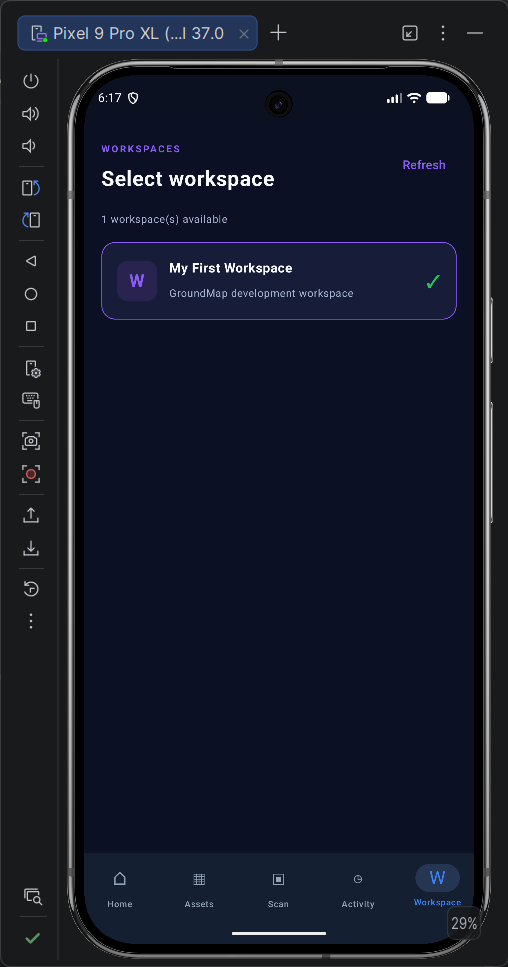 Pixel 9 Pro XL (...I 37.0
6:17
WORKSPACES
Select workspace
Refresh
1 workspace(s) available
W
My First Workspace
GroundMap development workspace
W
Home
Assets
Scan
Activity
Workspace
29%